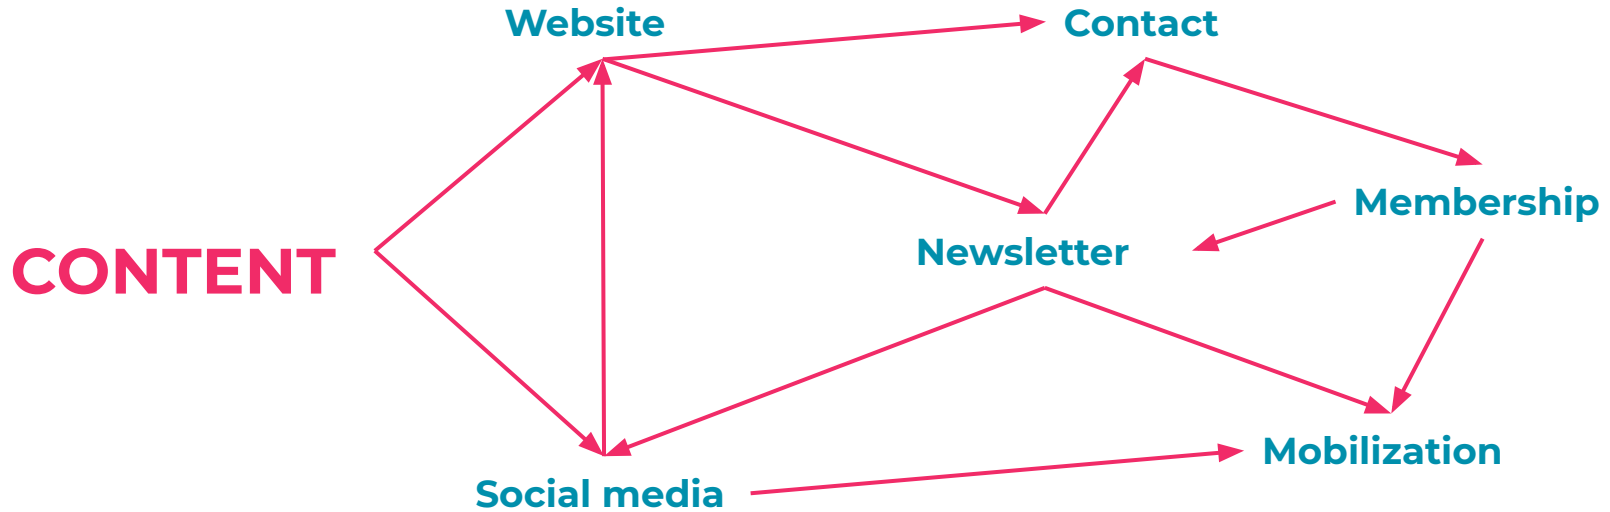 Website
Contact
Membership
CONTENT
Newsletter
Mobilization
Social media